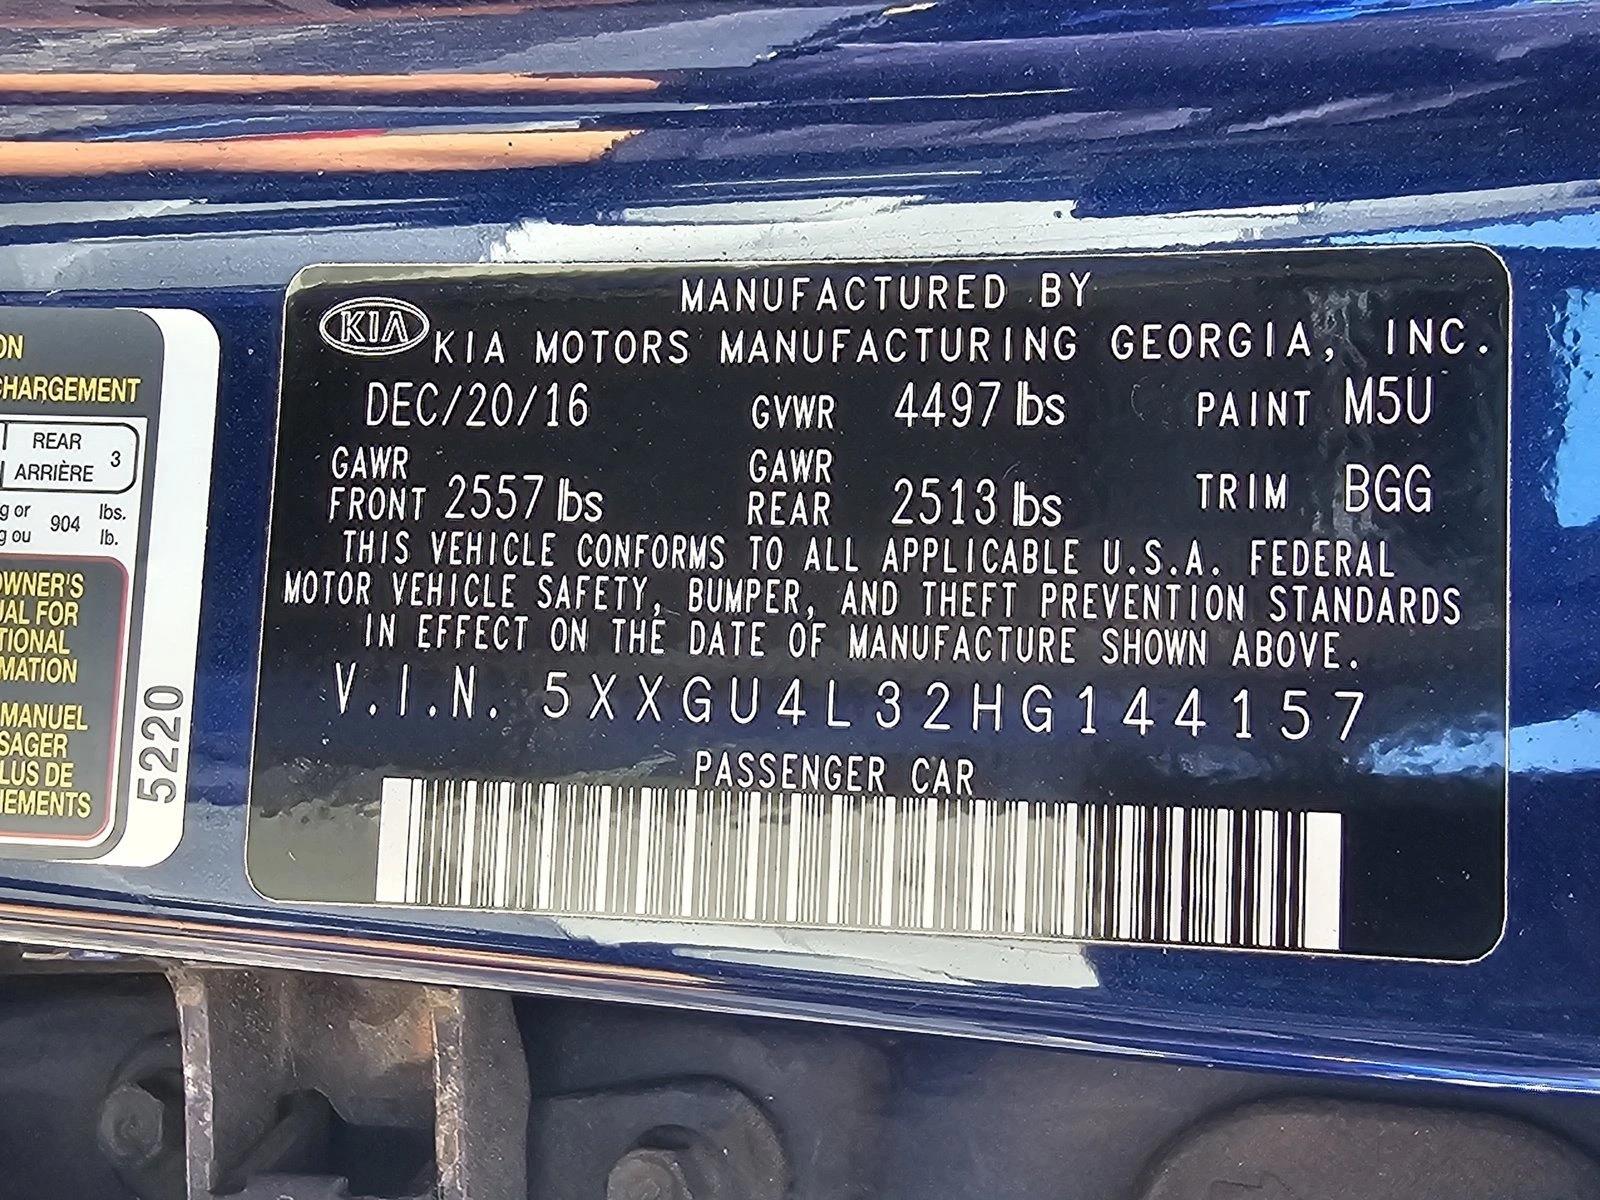 MANUFACTURED BY
KIA KIA MOTORS MANUFACTURING GEORGIA, INC.
DEC/20/16 GVWR 4497 lbs PAINT M5U
GAWR FRONT 2557 lbs GAWR REAR 2513 lbs TRIM BGG
THIS VEHICLE CONFORMS TO ALL APPLICABLE U.S.A. FEDERAL
MOTOR VEHICLE SAFETY, BUMPER, AND THEFT PREVENTION STANDARDS
IN EFFECT ON THE DATE OF MANUFACTURE SHOWN ABOVE.
V.I.N. 5XXGU4L32HG144157
PASSENGER CAR
ON
CHARGEMENT
REAR 3
ARRIÈRE
g or 904 lbs.
g ou lb.
OWNER'S
UAL FOR
TIONAL
MATION
MANUEL
SAGER
LUS DE
NEMENTS
5220